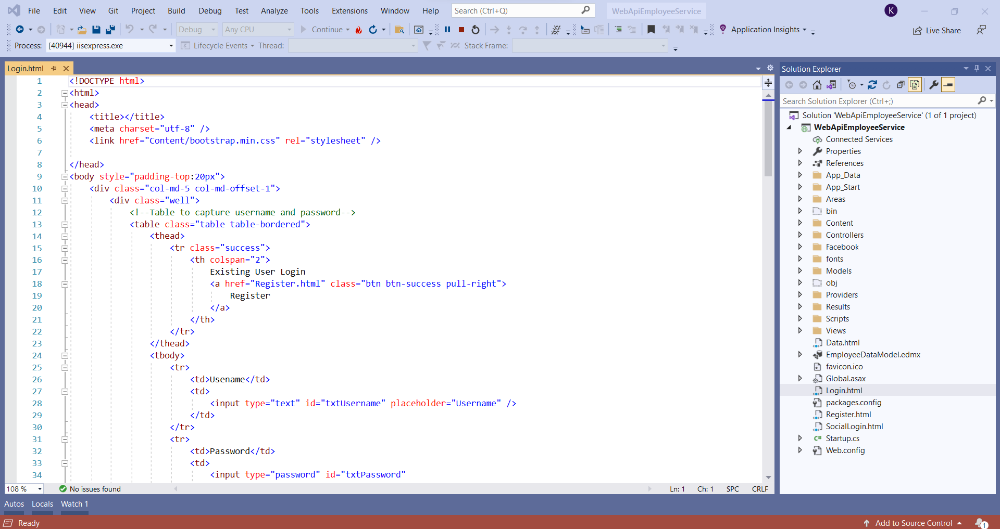 File Edit View Git Project Build Debug Test Analyze Tools Extensions Window Help Search (Ctrl+Q) WebApiEmployeeService K
Debug Any CPU Continue Application Insights Live Share
Process: [40944] iisexpress.exe Lifecycle Events Thread: Stack Frame:
Login.html
1 <!DOCTYPE html>
2 <html>
3 <head>
4 <title></title>
5 <meta charset="utf-8" />
6 <link href="Content/bootstrap.min.css" rel="stylesheet" />
7
8 </head>
9 <body style="padding-top:20px">
10 <div class="col-md-5 col-md-offset-1">
11 <div class="well">
12 <!--Table to capture username and password-->
13 <table class="table table-bordered">
14 <thead>
15 <tr class="success">
16 <th colspan="2">
17 Existing User Login
18 <a href="Register.html" class="btn btn-success pull-right">
19 Register
20 </a>
21 </th>
22 </tr>
23 </thead>
24 <tbody>
25 <tr>
26 <td>Usename</td>
27 <td>
28 <input type="text" id="txtUsername" placeholder="Username" />
29 </td>
30 </tr>
31 <tr>
32 <td>Password</td>
33 <td>
34 <input type="password" id="txtPassword"
108 % No issues found Ln: 1 Ch: 1 SPC CRLF
Solution Explorer
Search Solution Explorer (Ctrl+;)
Solution 'WebApiEmployeeService' (1 of 1 project)
WebApiEmployeeService
Connected Services
Properties
References
App_Data
App_Start
Areas
bin
Content
Controllers
Facebook
fonts
Models
obj
Providers
Results
Scripts
Views
Data.html
EmployeeDataModel.edmx
favicon.ico
Global.asax
Login.html
packages.config
Register.html
SocialLogin.html
C# Startup.cs
Web.config
Autos Locals Watch 1
Ready Add to Source Control 1